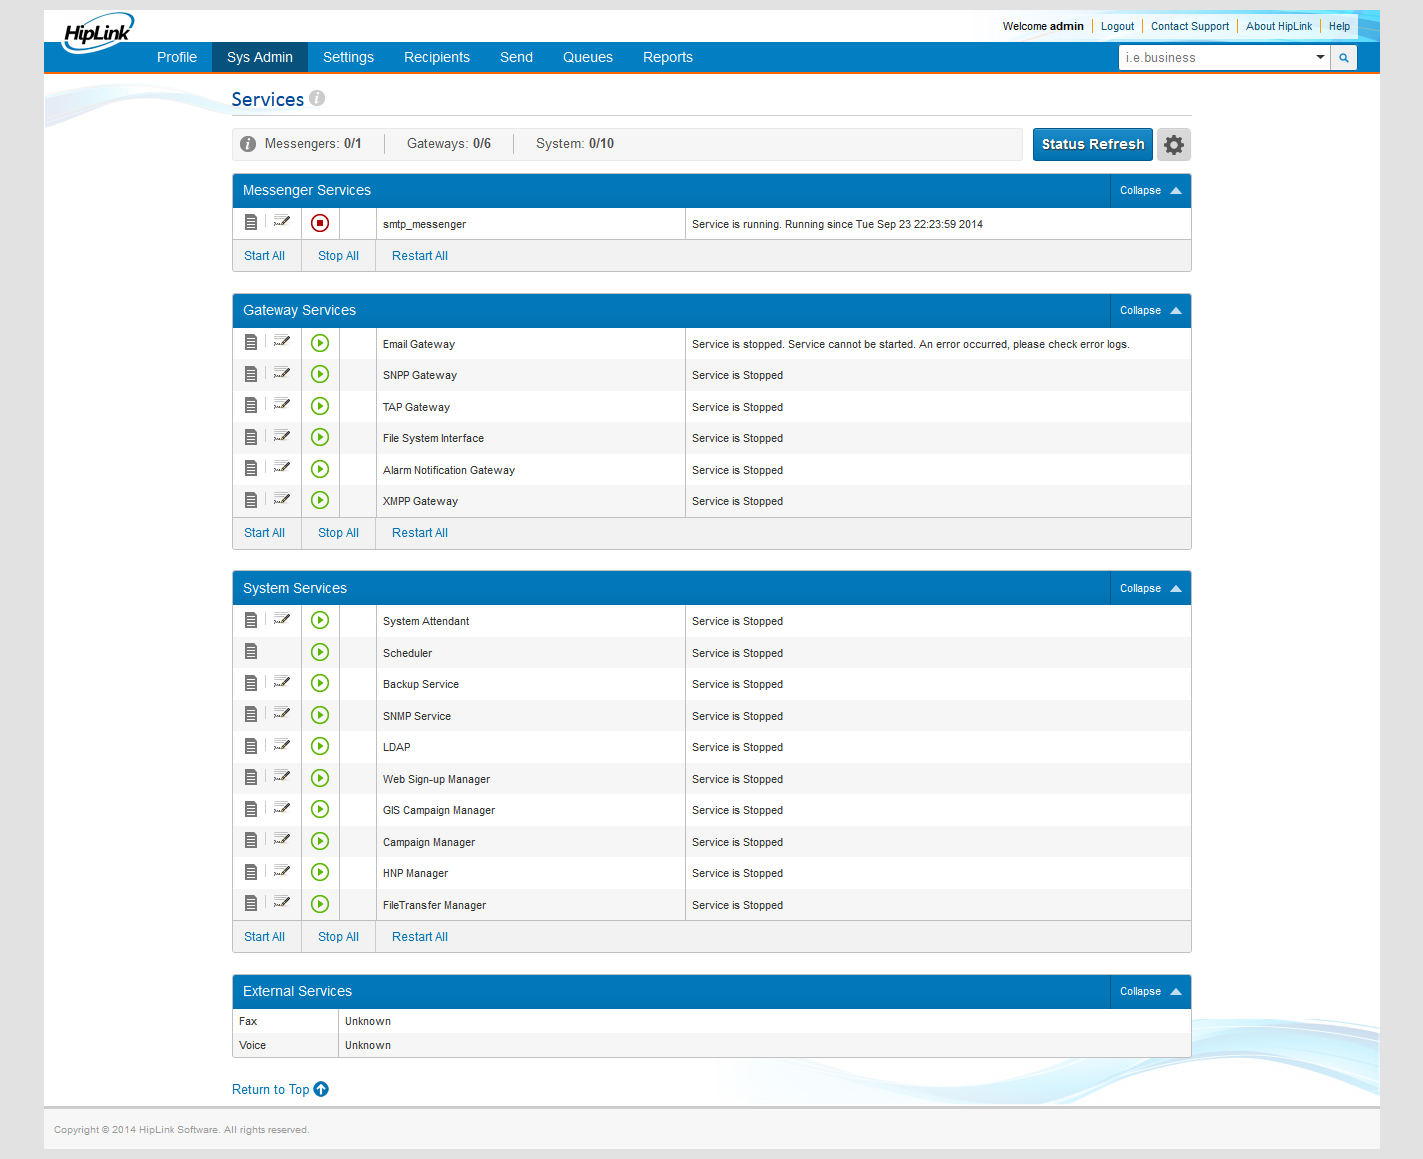 HipLink
Welcome admin Logout Contact Support About HipLink Help
Profile Sys Admin Settings Recipients Send Queues Reports i.e.business
Services
Messengers: 0/1 Gateways: 0/6 System: 0/10 Status Refresh
Messenger Services Collapse
smtp_messenger Service is running. Running since Tue Sep 23 22:23:59 2014
Start All Stop All Restart All
Gateway Services Collapse
Email Gateway Service is stopped. Service cannot be started. An error occurred, please check error logs.
SNPP Gateway Service is Stopped
TAP Gateway Service is Stopped
File System Interface Service is Stopped
Alarm Notification Gateway Service is Stopped
XMPP Gateway Service is Stopped
Start All Stop All Restart All
System Services Collapse
System Attendant Service is Stopped
Scheduler Service is Stopped
Backup Service Service is Stopped
SNMP Service Service is Stopped
LDAP Service is Stopped
Web Sign-up Manager Service is Stopped
GIS Campaign Manager Service is Stopped
Campaign Manager Service is Stopped
HNP Manager Service is Stopped
FileTransfer Manager Service is Stopped
Start All Stop All Restart All
External Services Collapse
Fax Unknown
Voice Unknown
Return to Top
Copyright © 2014 HipLink Software. All rights reserved.